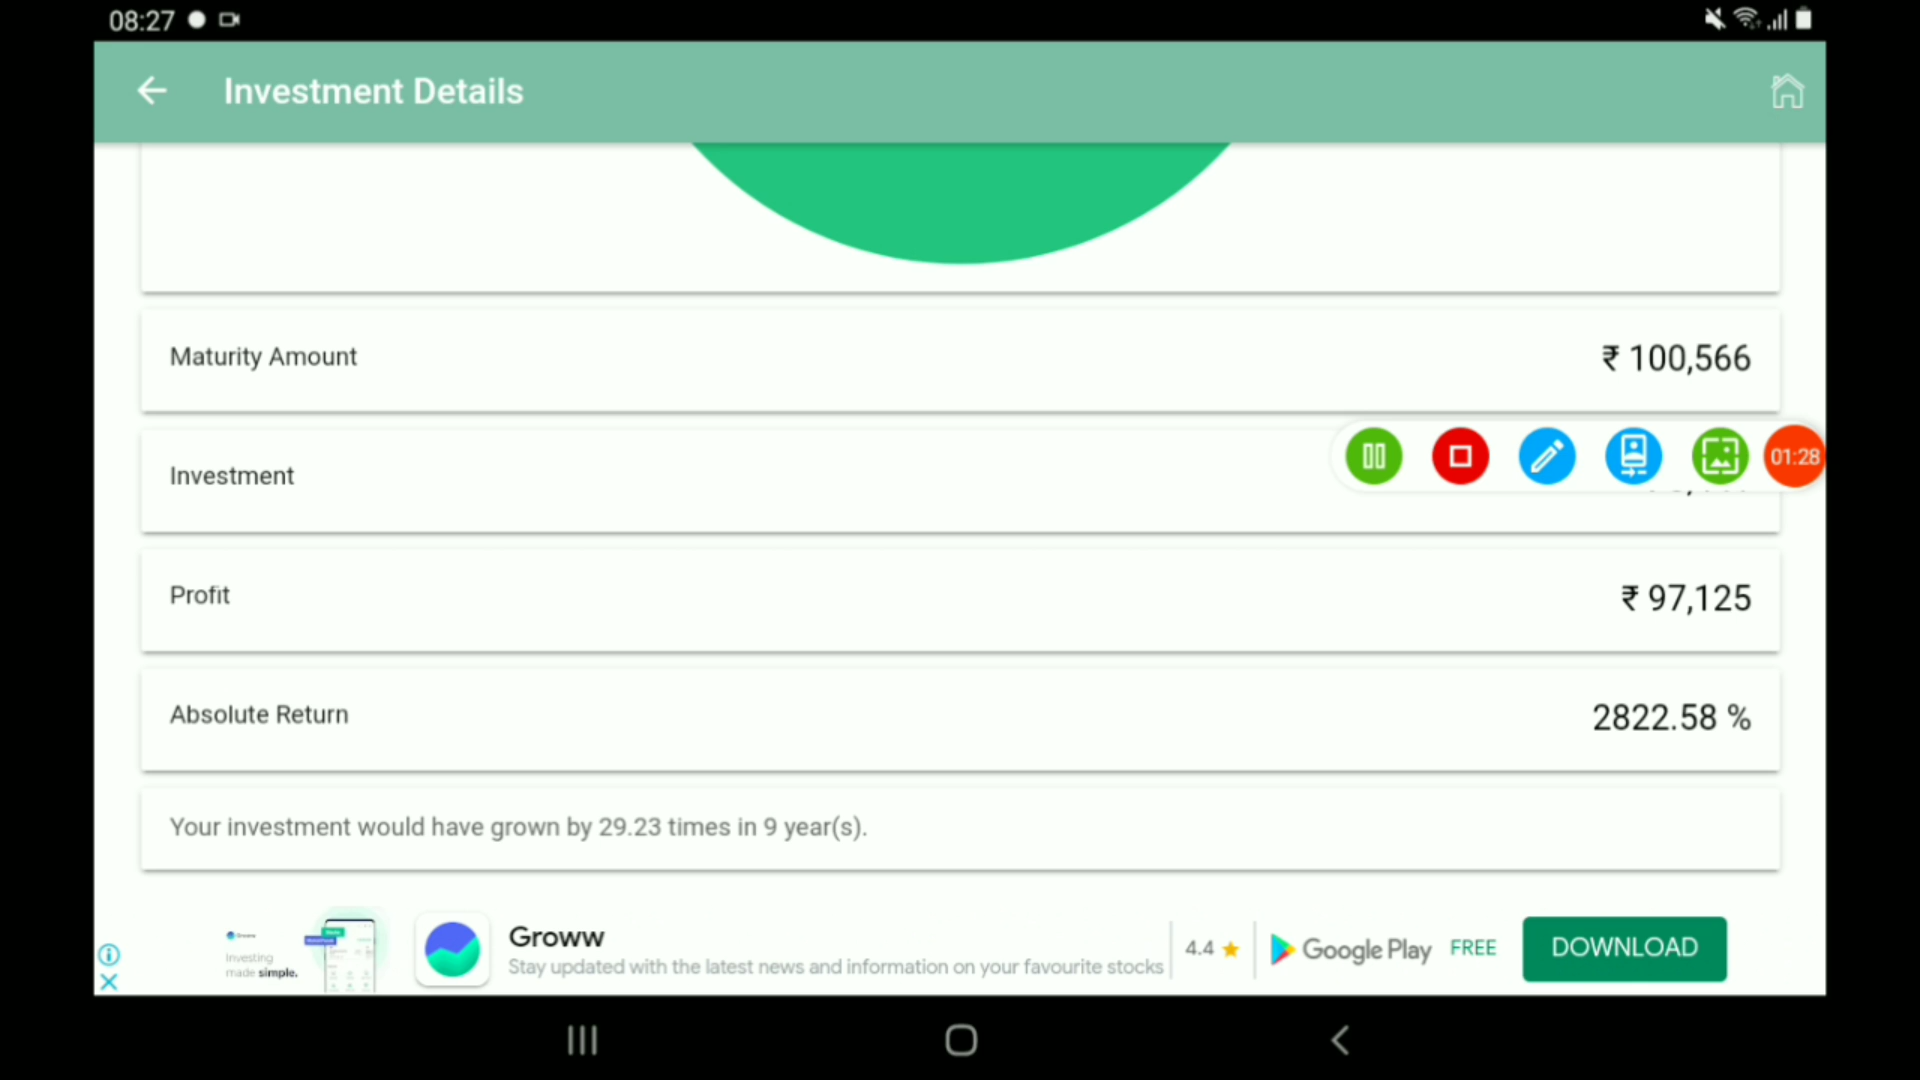 08:27
Investment Details
Maturity Amount
₹ 100,566
Investment
01:28
Profit
₹ 97,125
Absolute Return
2822.58 %
Your investment would have grown by 29.23 times in 9 year(s).
Investing
made simple.
Groww
Stay updated with the latest news and information on your favourite stocks
4.4
Google Play
FREE
DOWNLOAD